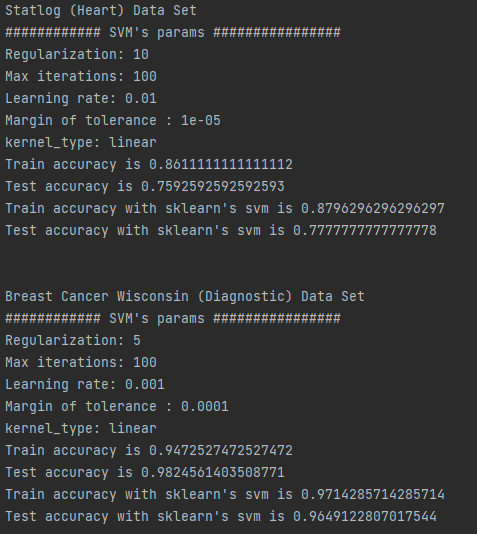 Statlog (Heart) Data Set
############ SVM's params ################
Regularization: 10
Max iterations: 100
Learning rate: 0.01
Margin of tolerance : 1e-05
kernel_type: linear
Train accuracy is 0.8611111111111112
Test accuracy is 0.7592592592592593
Train accuracy with sklearn's svm is 0.8796296296296297
Test accuracy with sklearn's svm is 0.7777777777777778
Breast Cancer Wisconsin (Diagnostic) Data Set
############ SVM's params ################
Regularization: 5
Max iterations: 100
Learning rate: 0.001
Margin of tolerance : 0.0001
kernel_type: linear
Train accuracy is 0.9472527472527472
Test accuracy is 0.9824561403508771
Train accuracy with sklearn's svm is 0.9714285714285714
Test accuracy with sklearn's svm is 0.9649122807017544